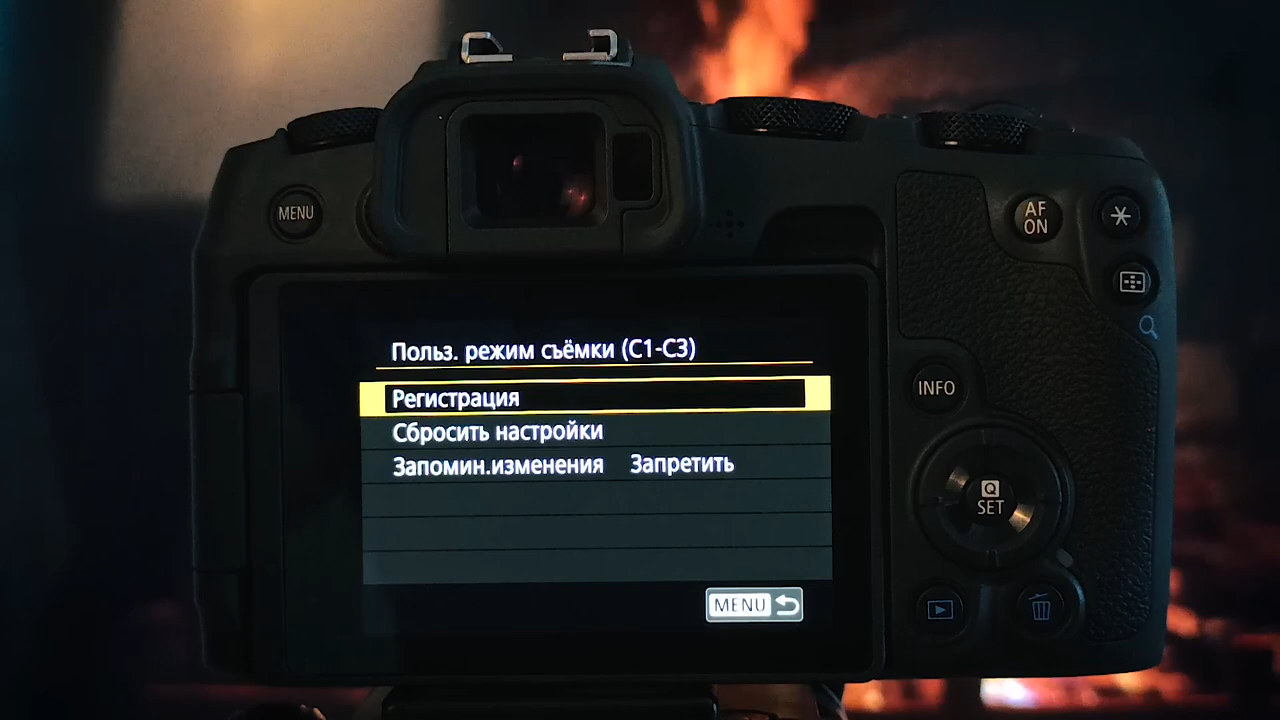 MENU
AF
ON
Польз. режим съёмки (C1-C3)
Регистрация
INFO
Сбросить настройки
Запомин.изменения Запретить
Q
SET
MENU